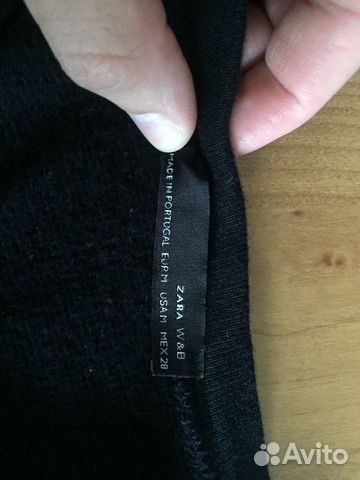 ZARA W&B
MADE IN PORTUGAL EUR M USA M MEX 28
Avito